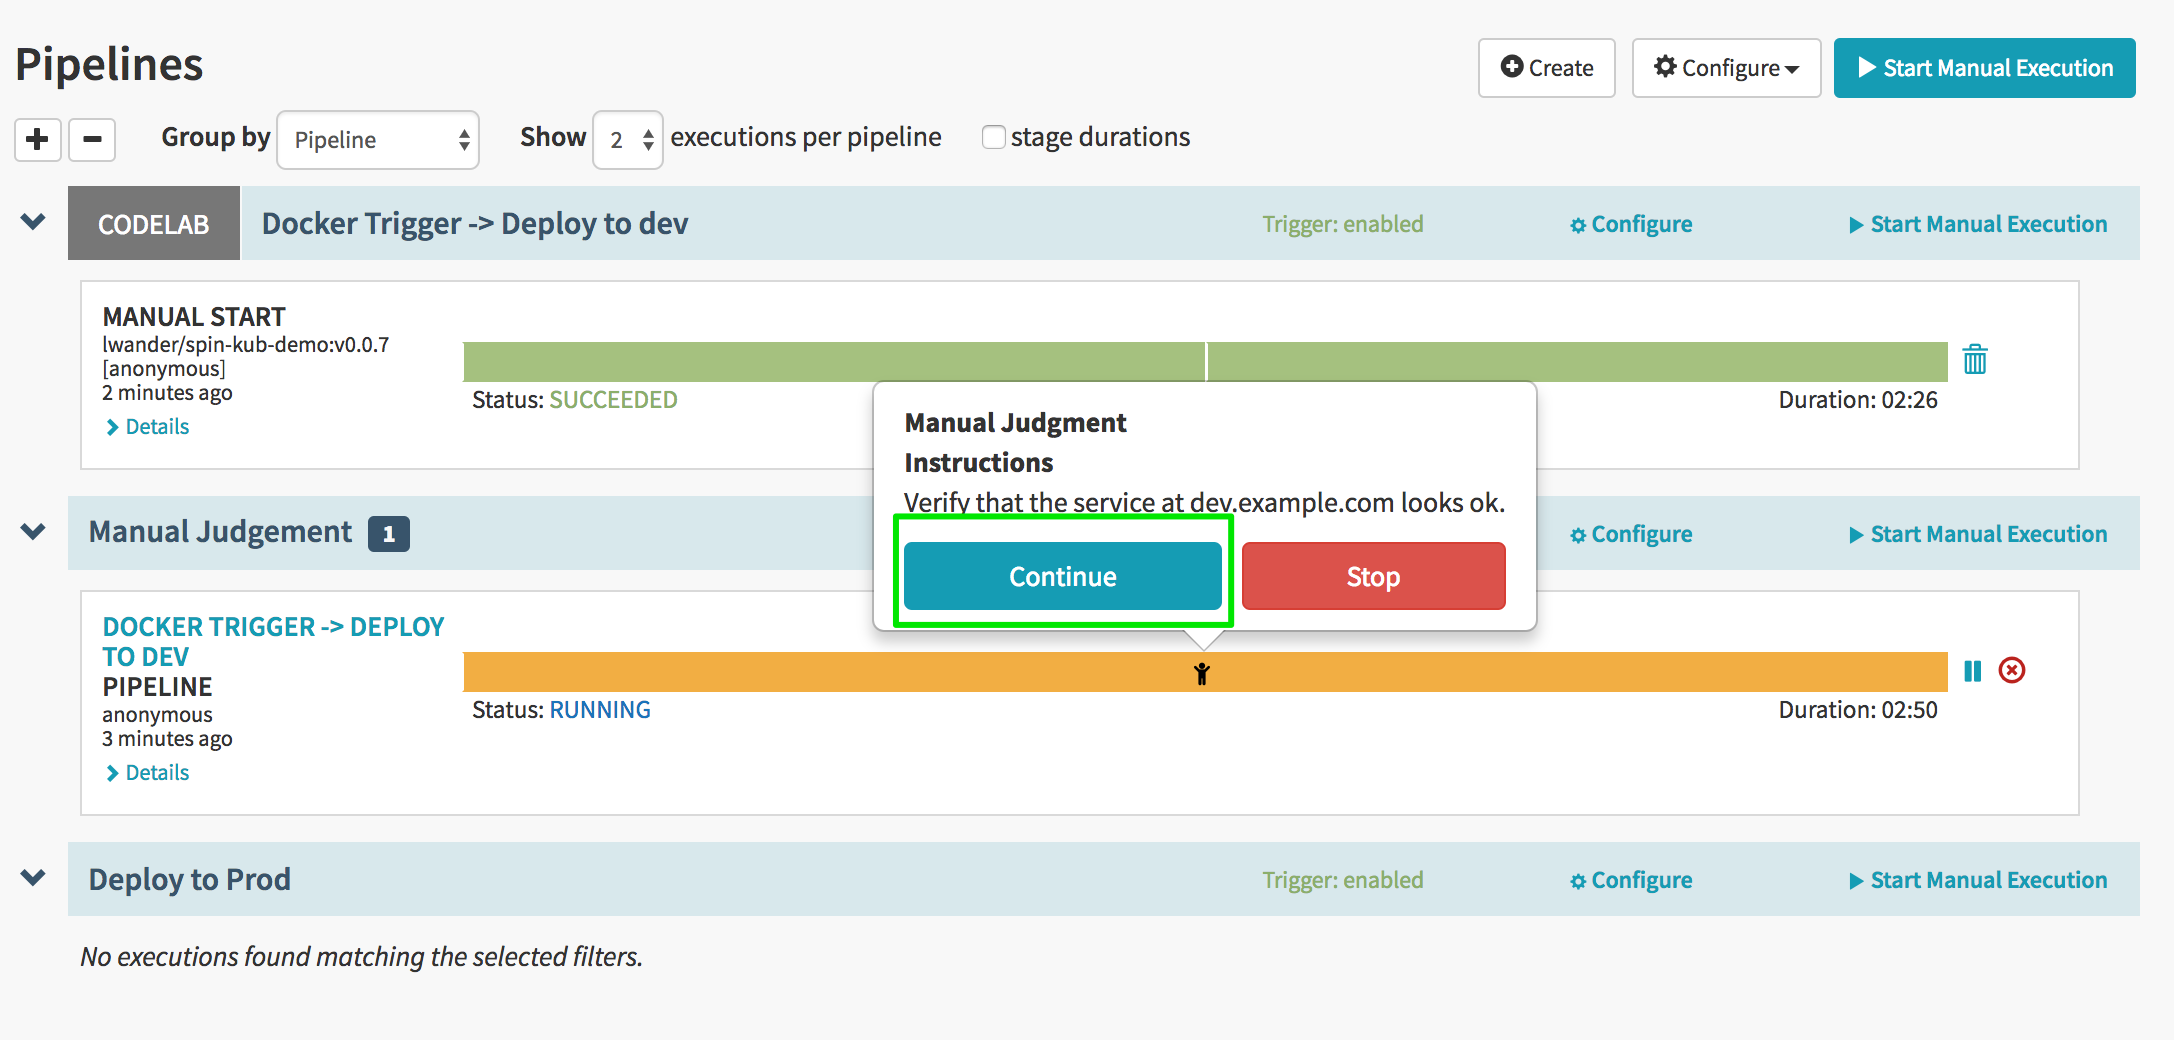 Pipelines
Create
Configure
Start Manual Execution
Group by
Pipeline
Show
2
executions per pipeline
stage durations
CODELAB
Docker Trigger -> Deploy to dev
Trigger: enabled
Configure
Start Manual Execution
MANUAL START
lwander/spin-kub-demo:v0.0.7
[anonymous]
2 minutes ago
Details
Status: SUCCEEDED
Duration: 02:26
Manual Judgment
Instructions
Verify that the service at dev.example.com looks ok.
Continue
Stop
Manual Judgement
1
Configure
Start Manual Execution
DOCKER TRIGGER -> DEPLOY
TO DEV
PIPELINE
anonymous
3 minutes ago
Details
Status: RUNNING
Duration: 02:50
Deploy to Prod
Trigger: enabled
Configure
Start Manual Execution
No executions found matching the selected filters.